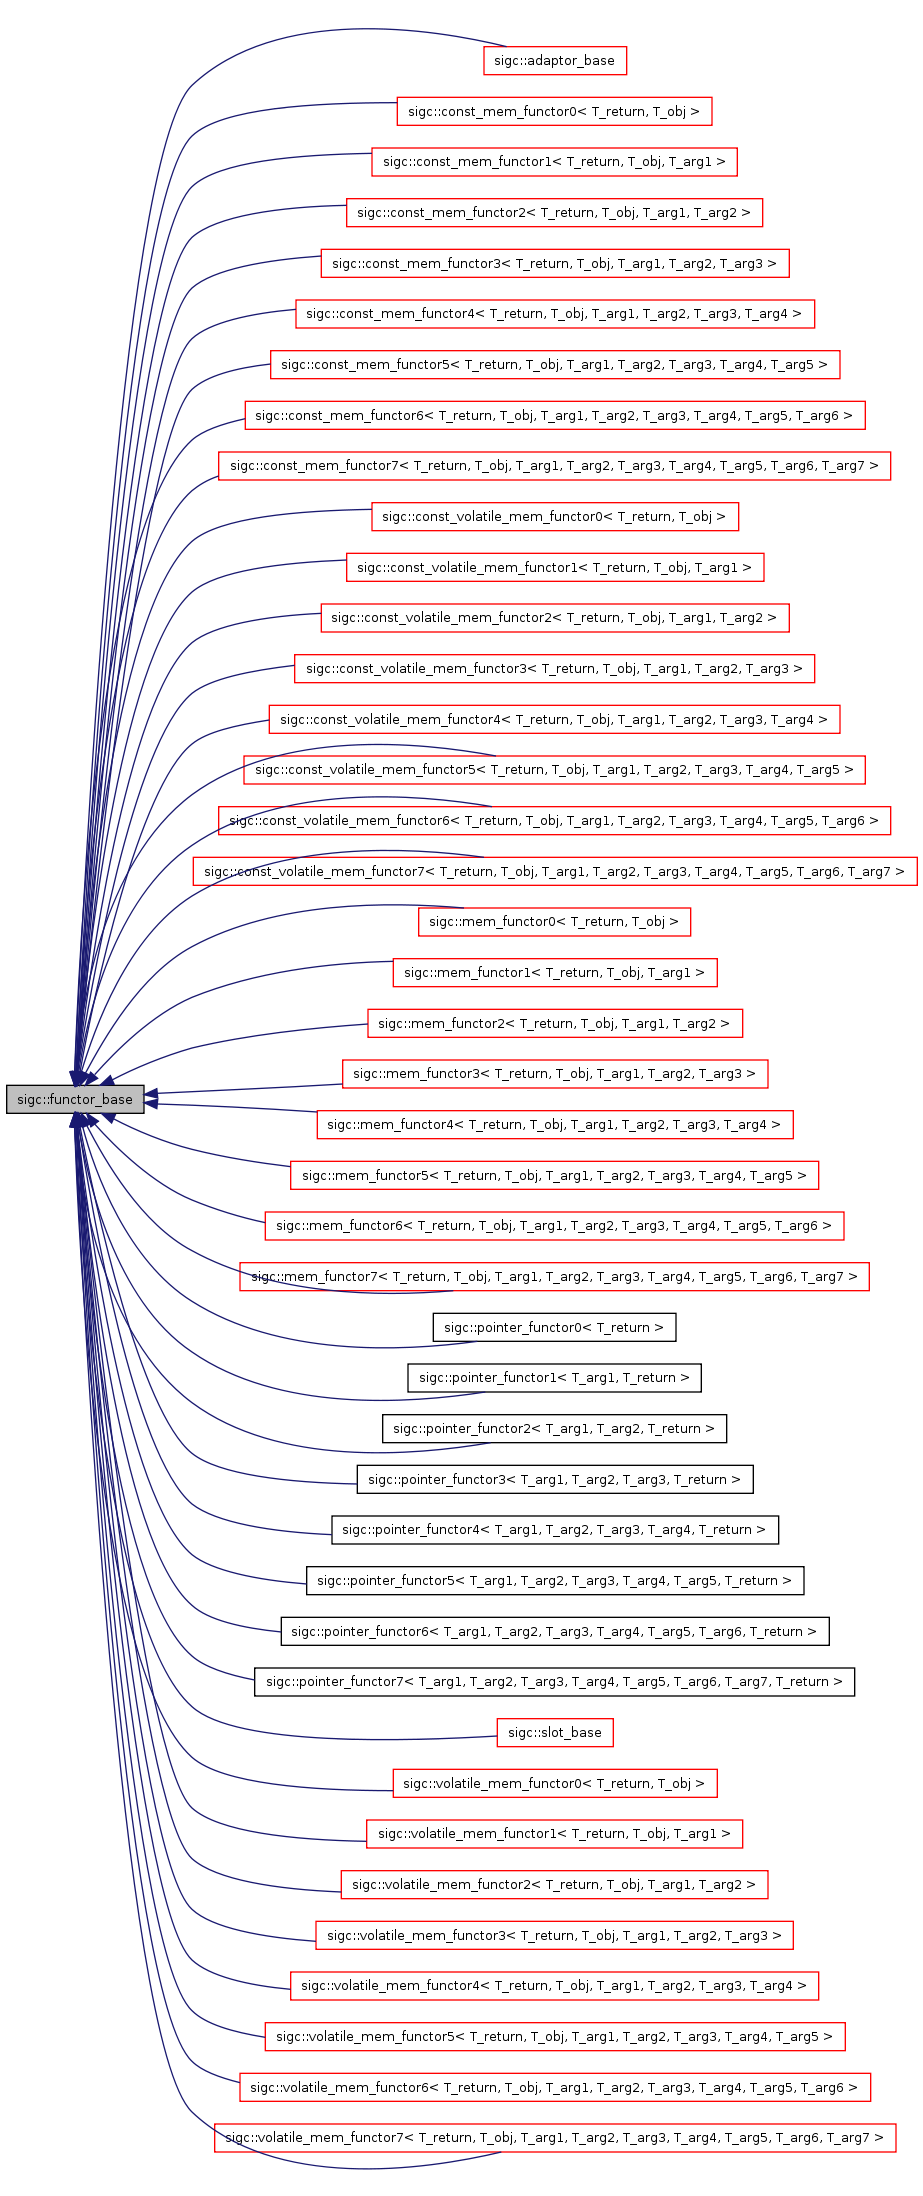 sigc::adaptor_base
sigc::const_mem_functor0< T_return, T_obj >
sigc::const_mem_functor1< T_return, T_obj, T_arg1 >
sigc::const_mem_functor2< T_return, T_obj, T_arg1, T_arg2 >
sigc::const_mem_functor3< T_return, T_obj, T_arg1, T_arg2, T_arg3 >
sigc::const_mem_functor4< T_return, T_obj, T_arg1, T_arg2, T_arg3, T_arg4 >
sigc::const_mem_functor5< T_return, T_obj, T_arg1, T_arg2, T_arg3, T_arg4, T_arg5 >
sigc::const_mem_functor6< T_return, T_obj, T_arg1, T_arg2, T_arg3, T_arg4, T_arg5, T_arg6 >
sigc::const_mem_functor7< T_return, T_obj, T_arg1, T_arg2, T_arg3, T_arg4, T_arg5, T_arg6, T_arg7 >
sigc::const_volatile_mem_functor0< T_return, T_obj >
sigc::const_volatile_mem_functor1< T_return, T_obj, T_arg1 >
sigc::const_volatile_mem_functor2< T_return, T_obj, T_arg1, T_arg2 >
sigc::const_volatile_mem_functor3< T_return, T_obj, T_arg1, T_arg2, T_arg3 >
sigc::const_volatile_mem_functor4< T_return, T_obj, T_arg1, T_arg2, T_arg3, T_arg4 >
sigc::const_volatile_mem_functor5< T_return, T_obj, T_arg1, T_arg2, T_arg3, T_arg4, T_arg5 >
sigc::const_volatile_mem_functor6< T_return, T_obj, T_arg1, T_arg2, T_arg3, T_arg4, T_arg5, T_arg6 >
sigc::const_volatile_mem_functor7< T_return, T_obj, T_arg1, T_arg2, T_arg3, T_arg4, T_arg5, T_arg6, T_arg7 >
sigc::mem_functor0< T_return, T_obj >
sigc::mem_functor1< T_return, T_obj, T_arg1 >
sigc::mem_functor2< T_return, T_obj, T_arg1, T_arg2 >
sigc::mem_functor3< T_return, T_obj, T_arg1, T_arg2, T_arg3 >
sigc::functor_base
sigc::mem_functor4< T_return, T_obj, T_arg1, T_arg2, T_arg3, T_arg4 >
sigc::mem_functor5< T_return, T_obj, T_arg1, T_arg2, T_arg3, T_arg4, T_arg5 >
sigc::mem_functor6< T_return, T_obj, T_arg1, T_arg2, T_arg3, T_arg4, T_arg5, T_arg6 >
sigc::mem_functor7< T_return, T_obj, T_arg1, T_arg2, T_arg3, T_arg4, T_arg5, T_arg6, T_arg7 >
sigc::pointer_functor0< T_return >
sigc::pointer_functor1< T_arg1, T_return >
sigc::pointer_functor2< T_arg1, T_arg2, T_return >
sigc::pointer_functor3< T_arg1, T_arg2, T_arg3, T_return >
sigc::pointer_functor4< T_arg1, T_arg2, T_arg3, T_arg4, T_return >
sigc::pointer_functor5< T_arg1, T_arg2, T_arg3, T_arg4, T_arg5, T_return >
sigc::pointer_functor6< T_arg1, T_arg2, T_arg3, T_arg4, T_arg5, T_arg6, T_return >
sigc::pointer_functor7< T_arg1, T_arg2, T_arg3, T_arg4, T_arg5, T_arg6, T_arg7, T_return >
sigc::slot_base
sigc::volatile_mem_functor0< T_return, T_obj >
sigc::volatile_mem_functor1< T_return, T_obj, T_arg1 >
sigc::volatile_mem_functor2< T_return, T_obj, T_arg1, T_arg2 >
sigc::volatile_mem_functor3< T_return, T_obj, T_arg1, T_arg2, T_arg3 >
sigc::volatile_mem_functor4< T_return, T_obj, T_arg1, T_arg2, T_arg3, T_arg4 >
sigc::volatile_mem_functor5< T_return, T_obj, T_arg1, T_arg2, T_arg3, T_arg4, T_arg5 >
sigc::volatile_mem_functor6< T_return, T_obj, T_arg1, T_arg2, T_arg3, T_arg4, T_arg5, T_arg6 >
sigc::volatile_mem_functor7< T_return, T_obj, T_arg1, T_arg2, T_arg3, T_arg4, T_arg5, T_arg6, T_arg7 >